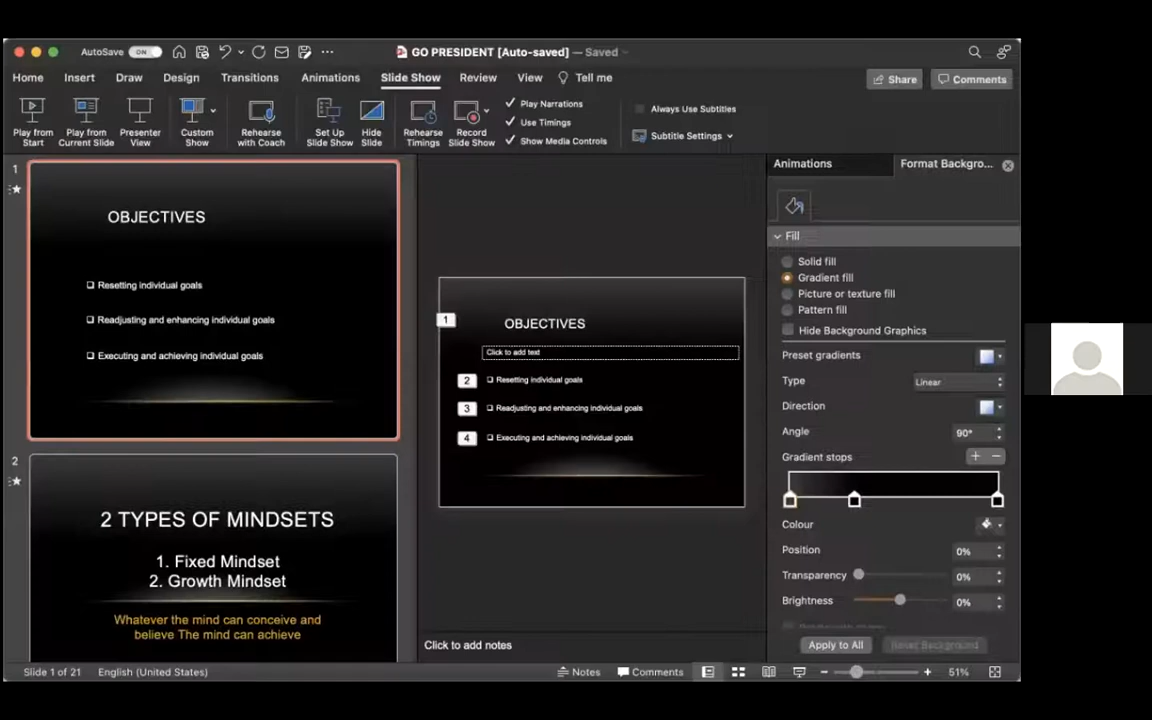 AutoSave ON
GO PRESIDENT [Auto-saved] — Saved
Home Insert Draw Design Transitions Animations Slide Show Review View Tell me
Share Comments
Play from Start
Play from Current Slide
Presenter View
Custom Show
Rehearse with Coach
Set Up Slide Show
Hide Slide
Rehearse Timings
Record Slide Show
Play Narrations
Use Timings
Show Media Controls
Always Use Subtitles
Subtitle Settings
1
OBJECTIVES
Resetting individual goals
Readjusting and enhancing individual goals
Executing and achieving individual goals
2
2 TYPES OF MINDSETS
1. Fixed Mindset
2. Growth Mindset
Whatever the mind can conceive and
believe The mind can achieve
1
OBJECTIVES
Click to add text
2 Resetting individual goals
3 Readjusting and enhancing individual goals
4 Executing and achieving individual goals
Click to add notes
Animations Format Backgro...
Fill
Solid fill
Gradient fill
Picture or texture fill
Pattern fill
Hide Background Graphics
Preset gradients
Type Linear
Direction
Angle 90°
Gradient stops
Colour
Position 0%
Transparency 0%
Brightness 0%
Apply to All Reset Background
Slide 1 of 21 English (United States) Notes Comments 51%